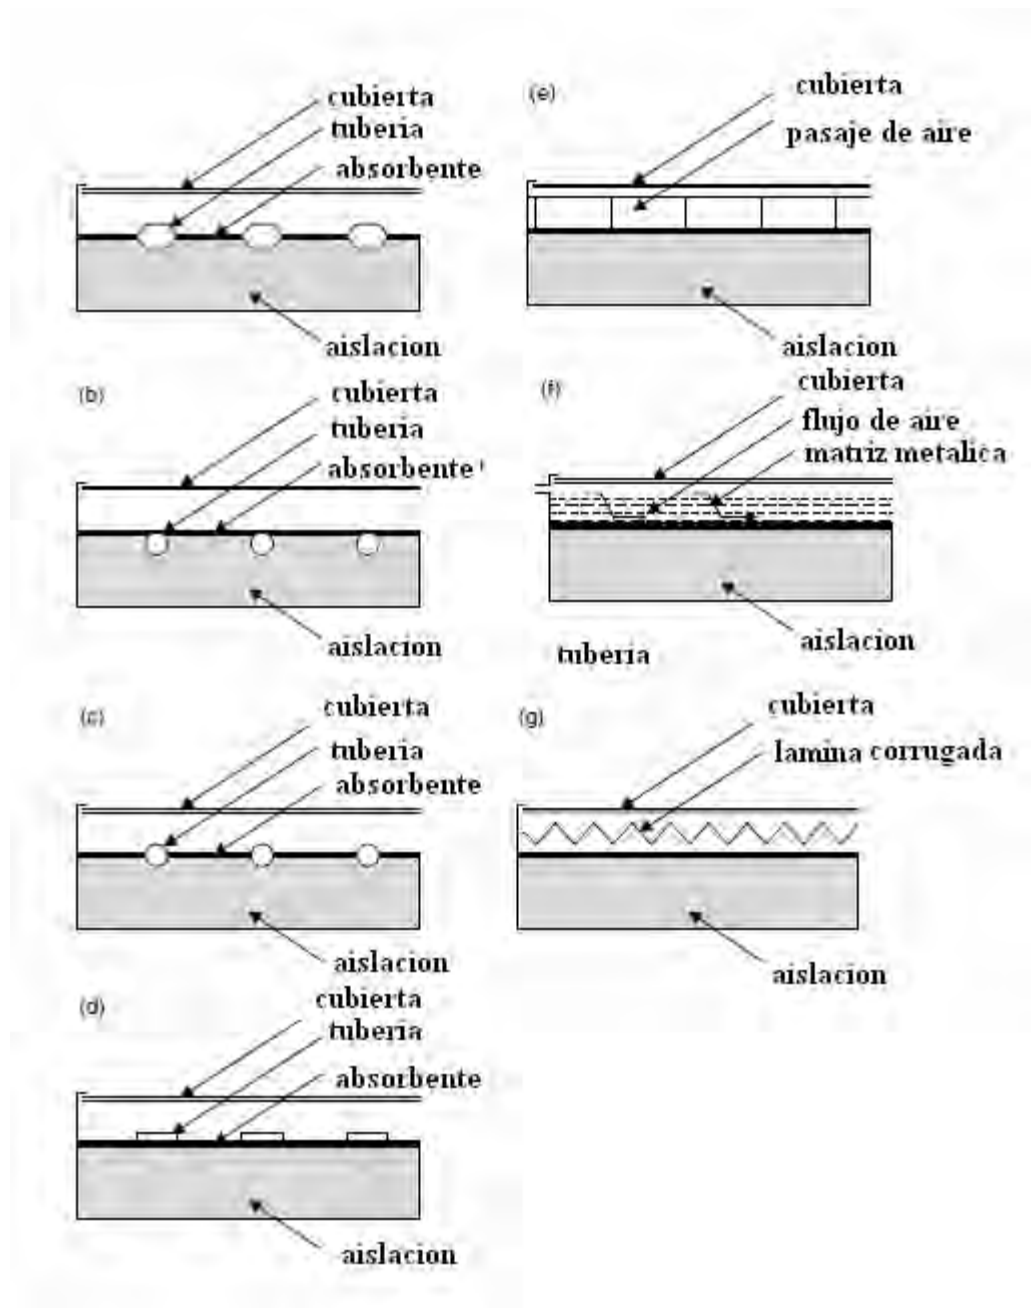 cubierta
tuberia
absorbente
aislacion
(b)
cubierta
tuberia
absorbente
aislacion
(c)
cubierta
tuberia
absorbente
aislacion
(d)
cubierta
tuberia
absorbente
aislacion
(e)
cubierta
pasaje de aire
aislacion
(f)
cubierta
flujo de aire
matriz metalica
aislacion
tuberia
(g)
cubierta
lamina corrugada
aislacion